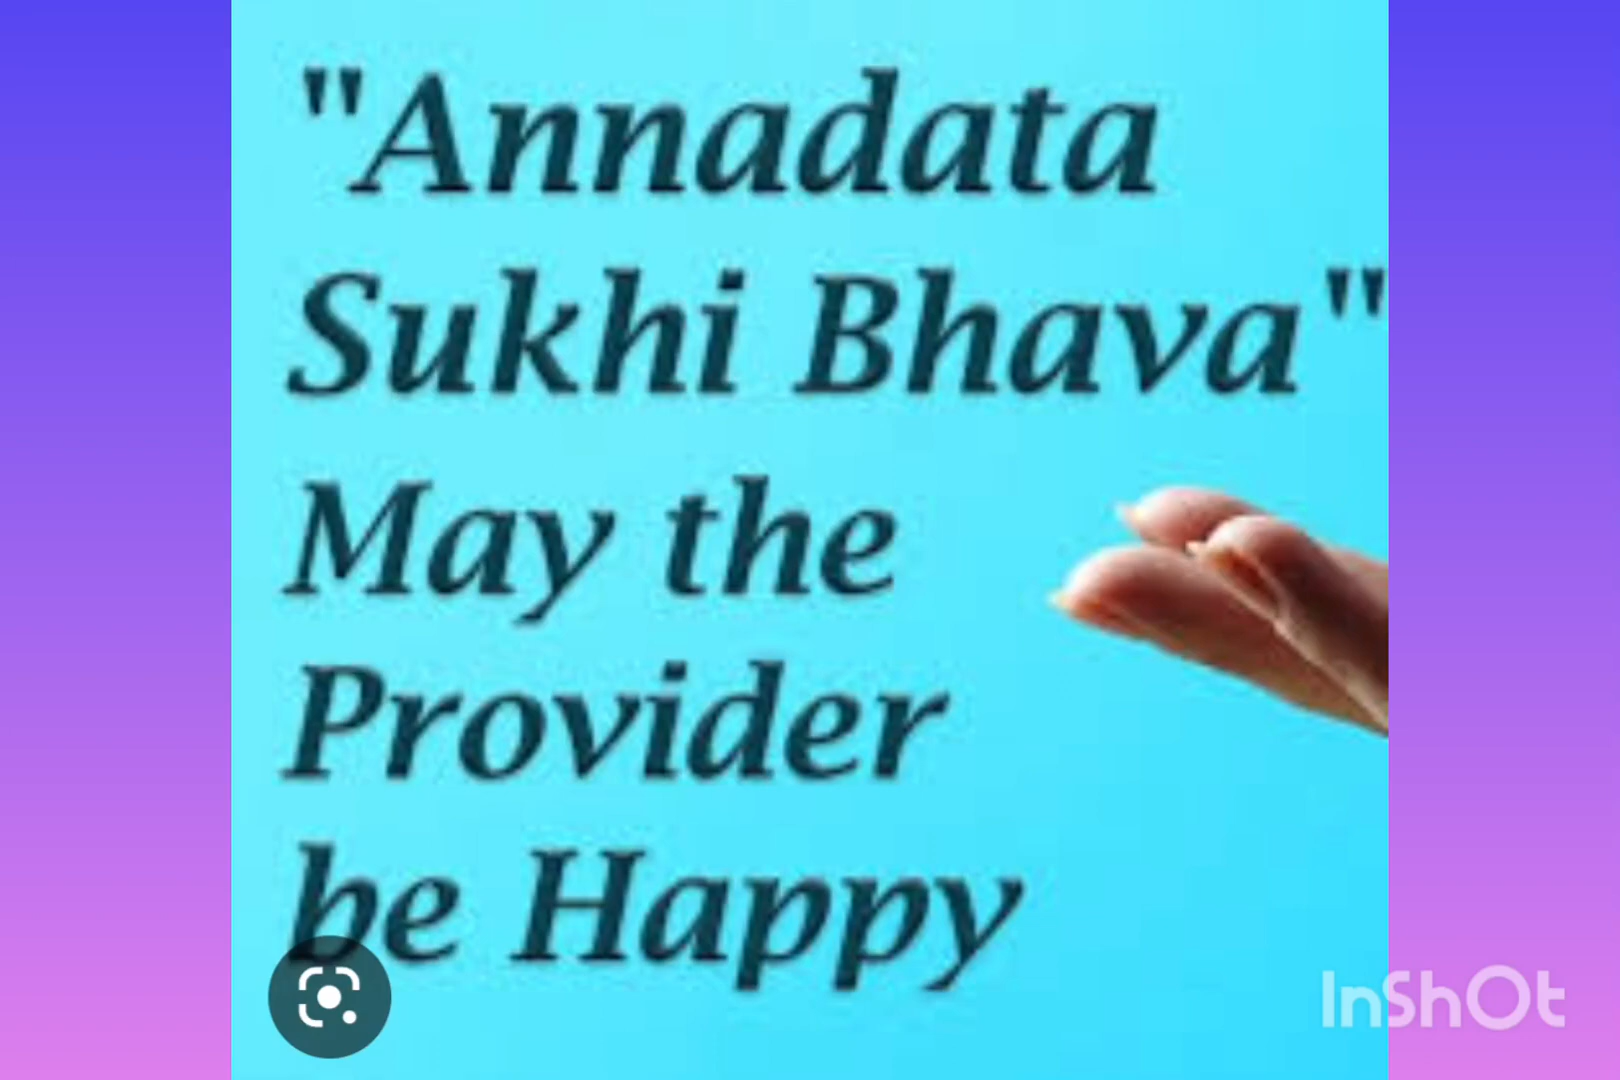 "Annadata
Sukhi Bhava"
May the
Provider
be Happy
InShOt